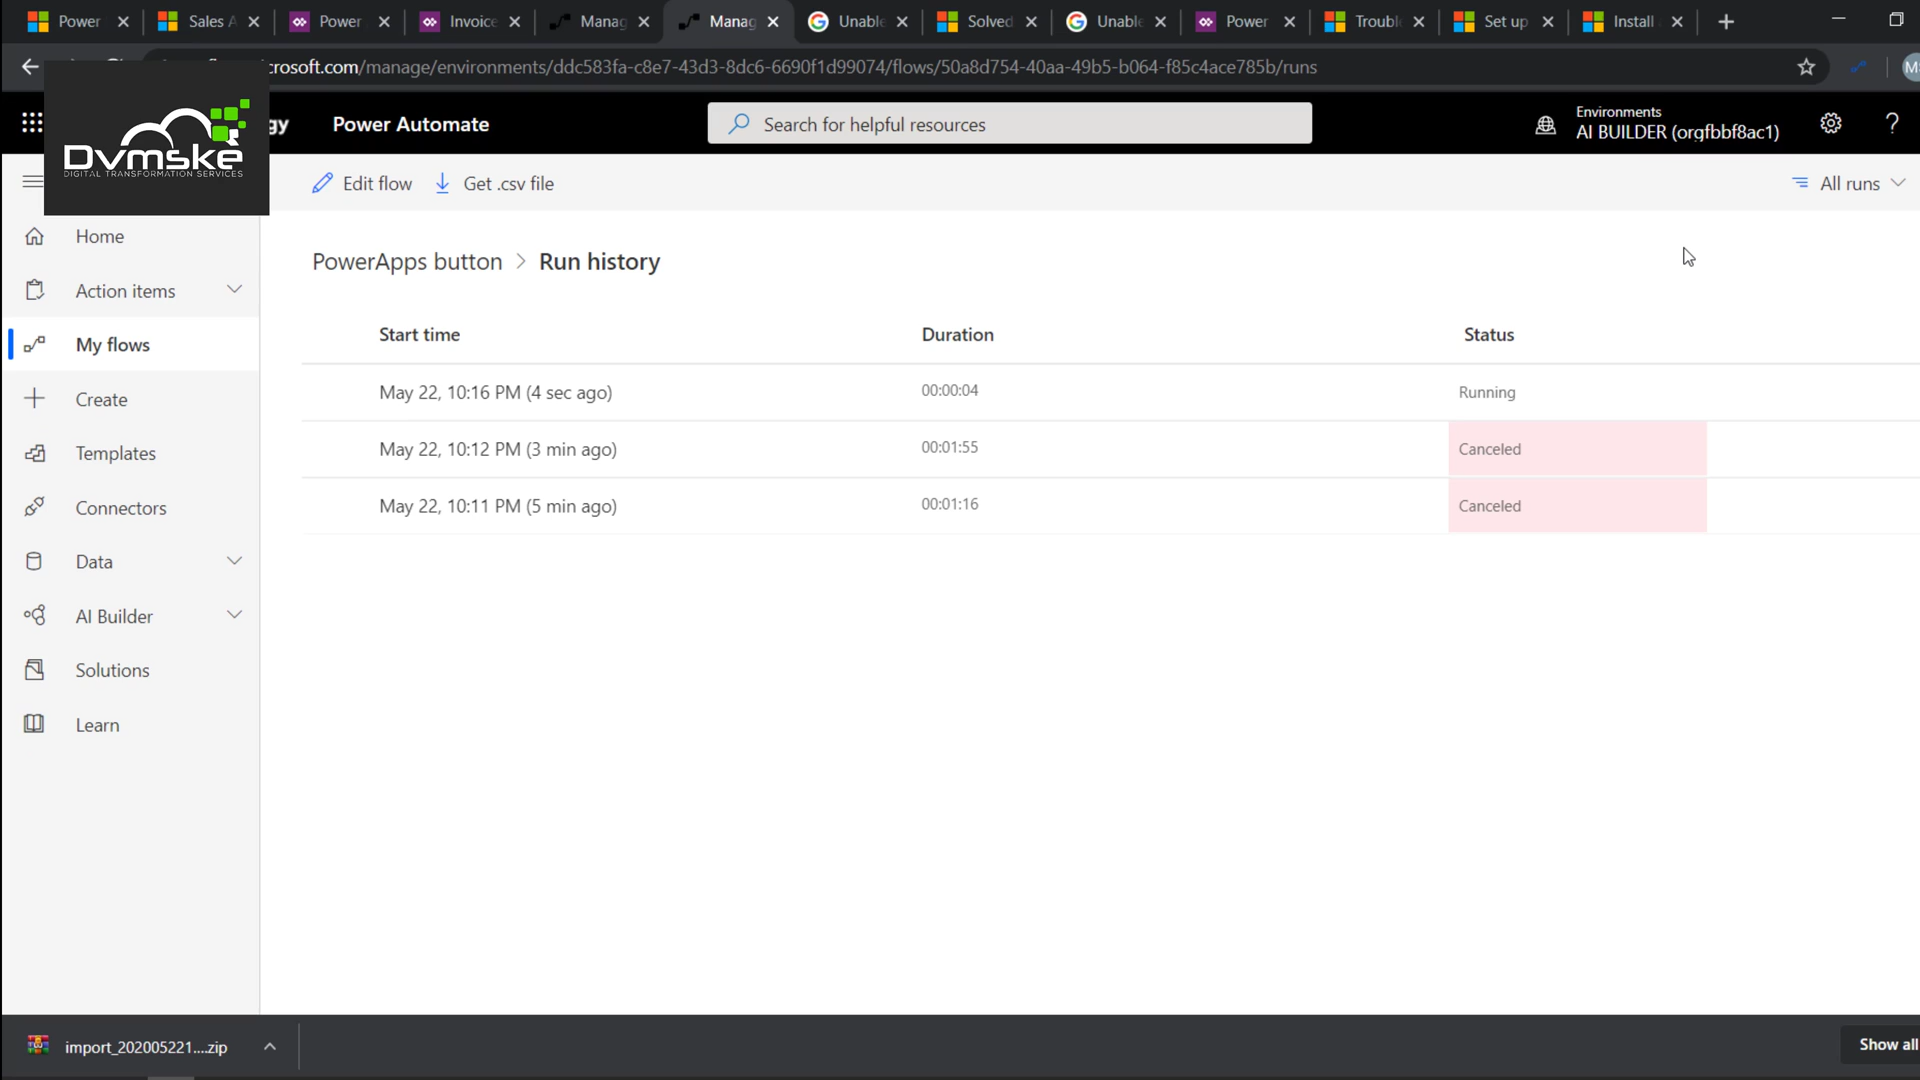 Power
Sales A
Power
Invoice
Manag
Manag
Unable
Solved
Unable
Power
Troubl
Set up
Install
crosoft.com/manage/environments/ddc583fa-c8e7-43d3-8dc6-6690f1d99074/flows/50a8d754-40aa-49b5-b064-f85c4ace785b/runs
M
Dvmske
DIGITAL TRANSFORMATION SERVICES
gy
Power Automate
Search for helpful resources
Environments
AI BUILDER (orgfbbf8ac1)
?
Edit flow
Get .csv file
All runs
Home
Action items
My flows
Create
Templates
Connectors
Data
AI Builder
Solutions
Learn
PowerApps button > Run history
Start time Duration Status
May 22, 10:16 PM (4 sec ago) 00:00:04 Running
May 22, 10:12 PM (3 min ago) 00:01:55 Canceled
May 22, 10:11 PM (5 min ago) 00:01:16 Canceled
import_202005221....zip
Show all